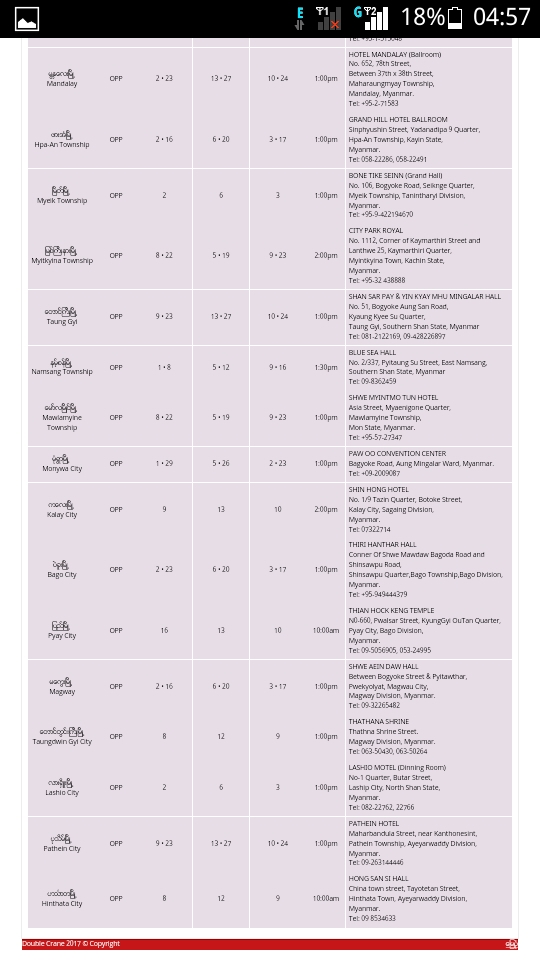 E T1 G T2 18% 04:57
မန္တလေးမြို့
Mandalay
OPP
2 • 23
13 • 27
10 • 24
1:00pm
HOTEL MANDALAY (Ballroom)
No. 652, 78th Street,
Between 37th x 38th Street,
Maharaungmyay Township,
Mandalay, Myanmar.
Tel: +95-2-71583
ဖားအံမြို့
Hpa-An Township
OPP
2 • 16
6 • 20
3 • 17
1:00pm
GRAND HILL HOTEL BALLROOM
Sinphyushin Street, Yadanadipa 9 Quarter,
Hpa-An Township, Kayin State,
Myanmar.
Tel: 058-22286, 058-22491
မြိတ်မြို့
Myeik Township
OPP
2
6
3
1:00pm
BONE TIKE SEINN (Grand Hall)
No. 106, Bogyoke Road, Seiknge Quarter,
Myeik Township, Tanintharyi Division,
Myanmar.
Tel: +95-9-422194670
မြစ်ကြီးနားမြို့
Myitkyina Township
OPP
8 • 22
5 • 19
9 • 23
2:00pm
CITY PARK ROYAL
No. 1112, Corner of Kaymarthiri Street and
Lanthwe 25, Kaymarthiri Quarter,
Myintkyina Town, Kachin State,
Myanmar.
Tel: +95-32 438888
တောင်ကြီးမြို့
Taung Gyi
OPP
9 • 23
13 • 27
10 • 24
1:00pm
SHAN SAR PAY & YIN KYAY MHU MINGALAR HALL
No. 51, Bogyoke Aung San Road,
Kyaung Kyee Su Quarter,
Taung Gyi, Southern Shan State, Myanmar
Tel: 081-2122169, 09-428226897
နမ့်စန်မြို့
Namsang Township
OPP
1 • 8
5 • 12
9 • 16
1:30pm
BLUE SEA HALL
No. 2/337, Pyitaung Su Street, East Namsang,
Southern Shan State, Myanmar
Tel: 09-8362459
မော်လမြိုင်မြို့
Mawlamyine
Township
OPP
8 • 22
5 • 19
9 • 23
1:00pm
SHWE MYINTMO TUN HOTEL
Asia Street, Myaenigone Quarter,
Mawlamyine Township,
Mon State, Myanmar.
Tel: +95-57-27347
မုံရွာမြို့
Monywa City
OPP
1 • 29
5 • 26
2 • 23
1:00pm
PAW OO CONVENTION CENTER
Bagyoke Road, Aung Mingalar Ward, Myanmar.
Tel: +09-2009087
ကလေးမြို့
Kalay City
OPP
9
13
10
2:00pm
SHIN HONG HOTEL
No. 1/9 Tazin Quarter, Botoke Street,
Kalay City, Sagaing Division,
Myanmar.
Tel: 07322714
ပဲခူးမြို့
Bago City
OPP
2 • 23
6 • 20
3 • 17
1:00pm
THIRI HANTHAR HALL
Conner Of Shwe Mawdaw Bagoda Road and
Shinsawpu Road,
Shinsawpu Quarter,Bago Township,Bago Division,
Myanmar.
Tel: +95-949444379
ပြည်မြို့
Pyay City
OPP
16
13
10
10:00am
THIAN HOCK KENG TEMPLE
N0-660, Pwalsar Street, KyungGyi OuTan Quarter,
Pyay City, Bago Division,
Myanmar.
Tel: 09-5056905, 053-24995
မကွေးမြို့
Magway
OPP
2 • 16
6 • 20
3 • 17
1:00pm
SHWE AEIN DAW HALL
Between Bogyoke Street & Pyitawthar,
Pwekyolyat, Magwau City,
Magway Division, Myanmar.
Tel: 09-32265482
တောင်တွင်းကြီးမြို့
Taungdwin Gyi City
OPP
8
12
9
1:00pm
THATHANA SHRINE
Thathna Shrine Street.
Magway Division, Myanmar.
Tel: 063-50430, 063-50264
လားရှိုးမြို့
Lashio City
OPP
2
6
3
1:00pm
LASHIO MOTEL (Dinning Room)
No-1 Quarter, Butar Street,
Laship City, North Shan State,
Myanmar.
Tel: 082-22762, 22766
ပုသိမ်မြို့
Pathein City
OPP
9 • 23
13 • 27
10 • 24
1:00pm
PATHEIN HOTEL
Maharbandula Street, near Kanthonesint,
Pathein Township, Ayeyarwaddy Division,
Myanmar.
Tel: 09-263144446
ဟင်္သာတမြို့
Hinthata City
OPP
8
12
9
10:00am
HONG SAN SI HALL
China town street, Tayotetan Street,
Hinthata Town, Ayeyarwaddy Division,
Myanmar.
Tel: 09 8534633
Double Crane 2017 © Copyright